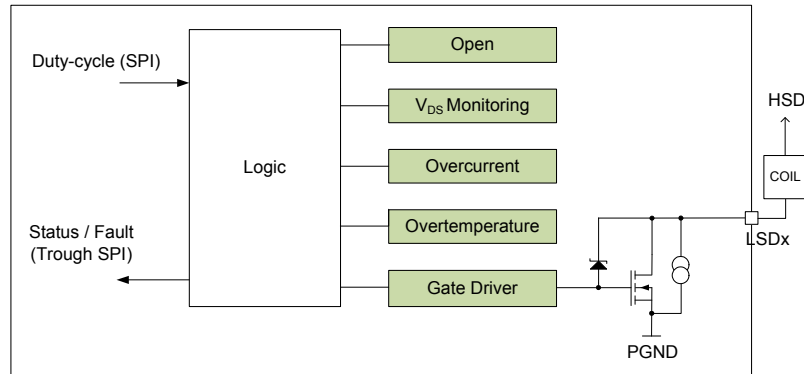 Duty-cycle (SPI)
Status / Fault
(Trough SPI)
Logic
Open
VDS Monitoring
Overcurrent
Overtemperature
Gate Driver
HSD
COIL
LSDx
PGND